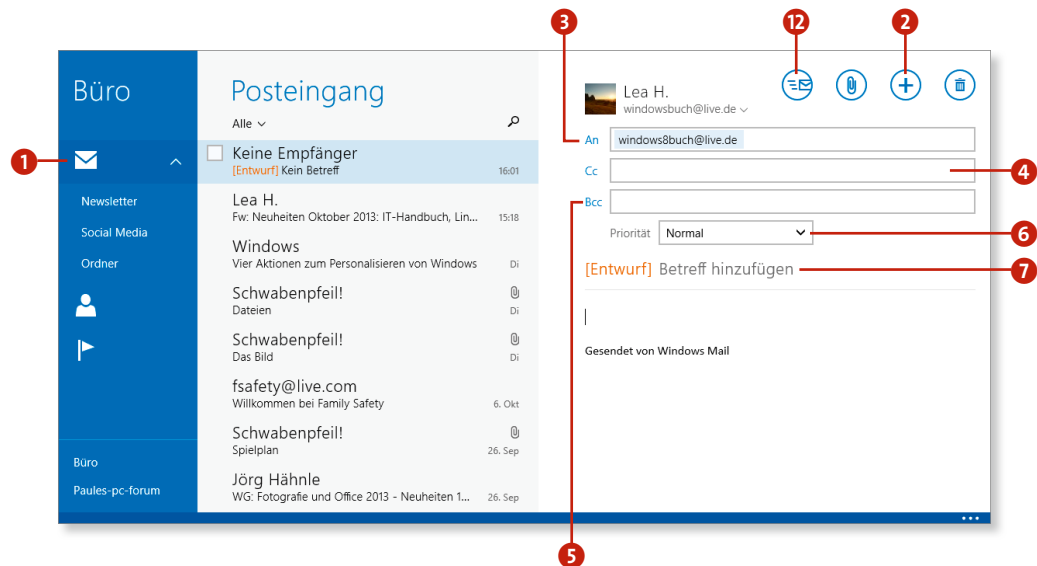 3
12
2
1
4
5
6
7
Büro
Newsletter
Social Media
Ordner
Büro
Paules-pc-forum
Posteingang
Alle
Keine Empfänger
[Entwurf] Kein Betreff 16:01
Lea H.
Fw: Neuheiten Oktober 2013: IT-Handbuch, Lin... 15:18
Windows
Vier Aktionen zum Personalisieren von Windows Di
Schwabenpfeil!
Dateien Di
Schwabenpfeil!
Das Bild Di
fsafety@live.com
Willkommen bei Family Safety 6. Okt
Schwabenpfeil!
Spielplan 26. Sep
Jörg Hähnle
WG: Fotografie und Office 2013 - Neuheiten 1... 26. Sep
Lea H.
windowsbuch@live.de
An windows8buch@live.de
Cc
Bcc
Priorität Normal
[Entwurf] Betreff hinzufügen
Gesendet von Windows Mail